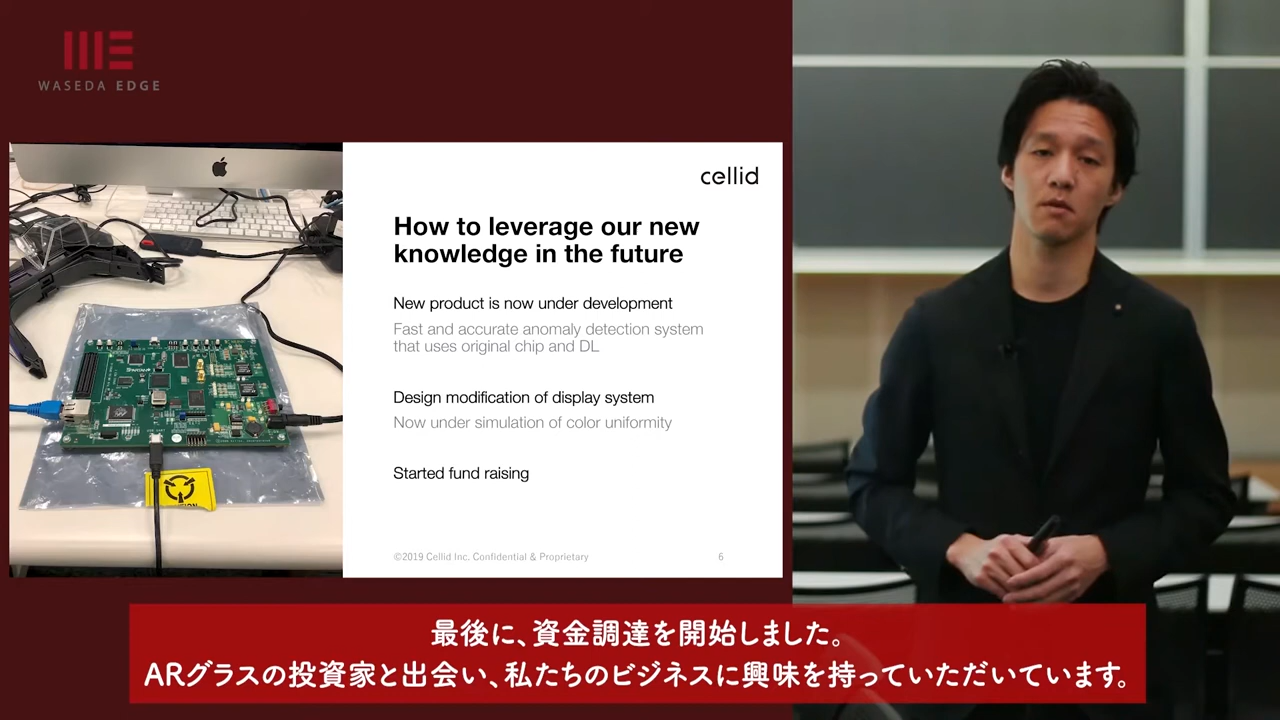 WASEDA EDGE
cellid
How to leverage our new
knowledge in the future
New product is now under development
Fast and accurate anomaly detection system
that uses original chip and DL
Design modification of display system
Now under simulation of color uniformity
Started fund raising
©2019 Cellid Inc. Confidential & Proprietary
6
最後に、資金調達を開始しました。
ARグラスの投資家と出会い、私たちのビジネスに興味を持っていただいています。